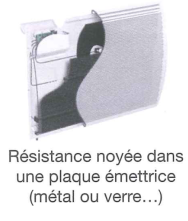 Résistance noyée dans
une plaque émettrice
(métal ou verre…)